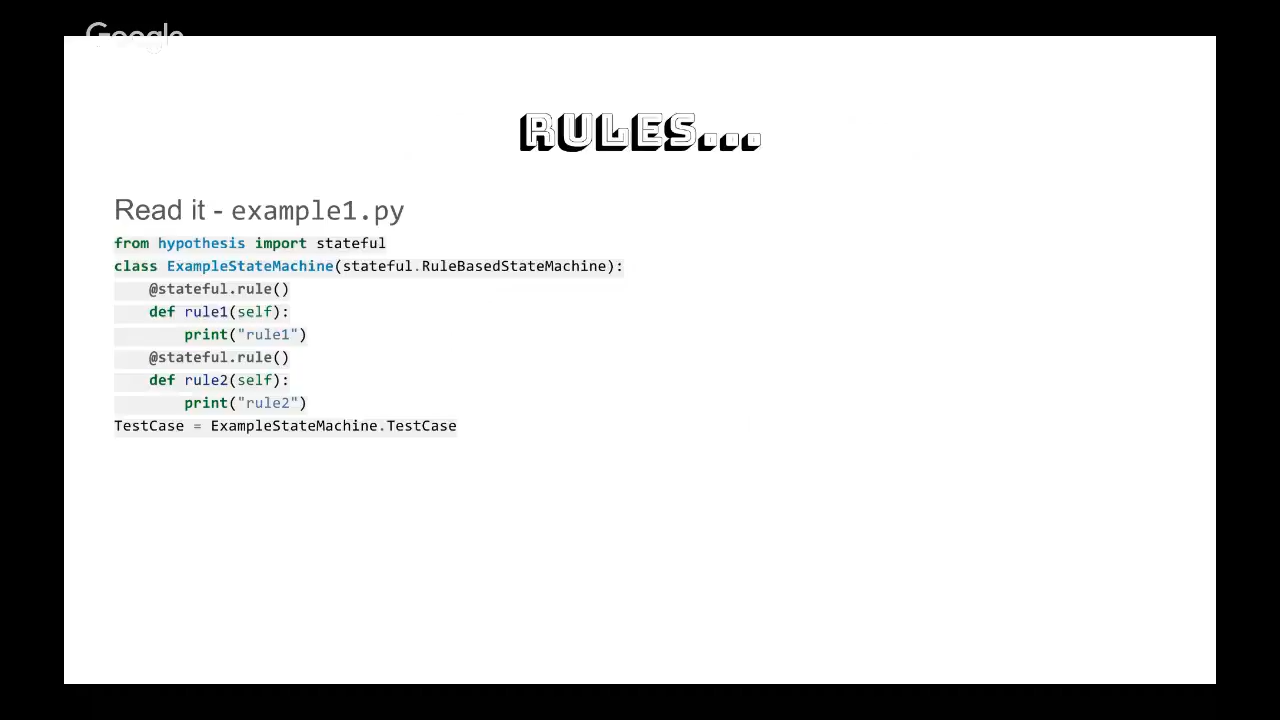 Google
RULES...
Read it - example1.py
from hypothesis import stateful
class ExampleStateMachine(stateful.RuleBasedStateMachine):
    @stateful.rule()
    def rule1(self):
        print("rule1")
    @stateful.rule()
    def rule2(self):
        print("rule2")
TestCase = ExampleStateMachine.TestCase